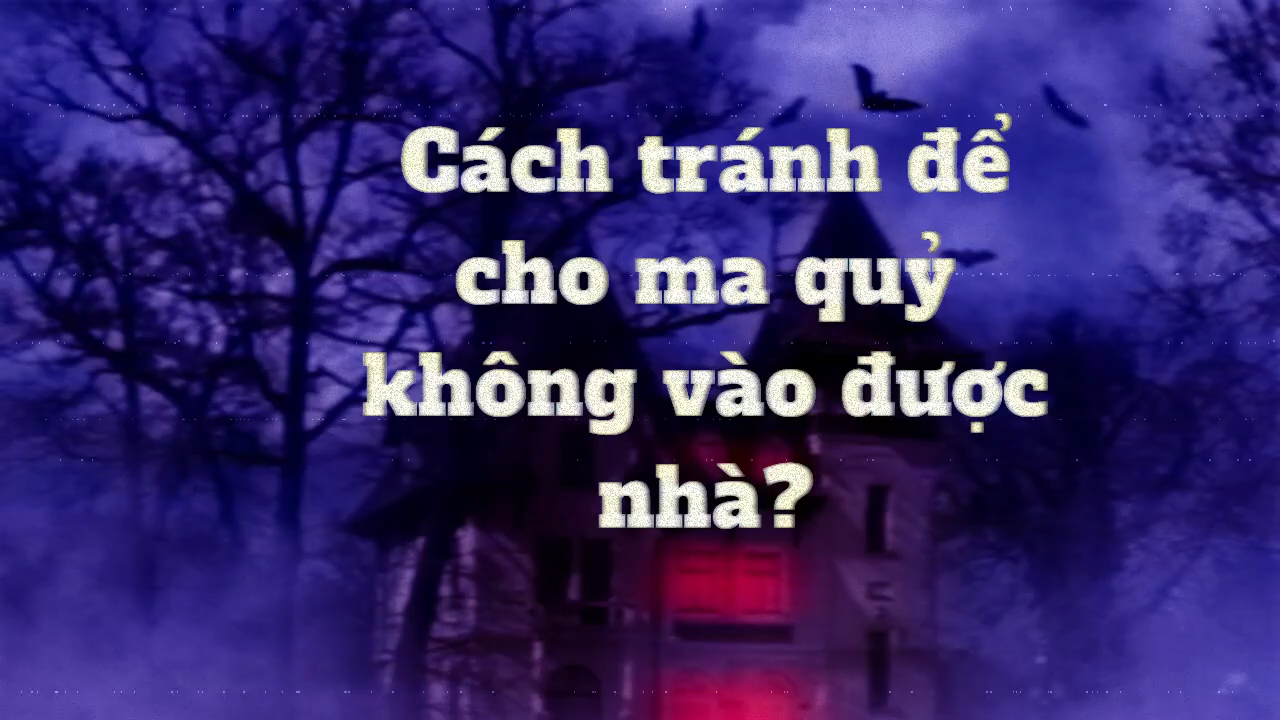 Cách tránh để
cho ma quỷ
không vào được
nhà?